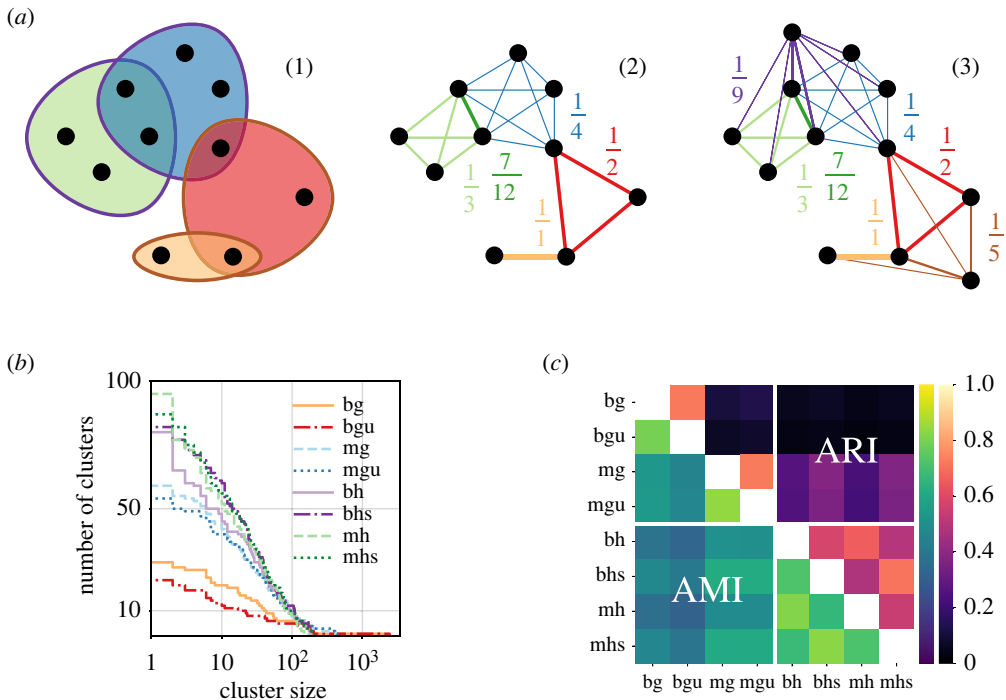 (a)
(1) (2) (3)
1/4 1/2 7/12 1/3 1/1
1/9 1/4 1/2 7/12 1/3 1/1 1/5
(b)
number of clusters
100
50
10
1 10 10² 10³
cluster size
bg
bgu
mg
mgu
bh
bhs
mh
mhs
(c)
bg
bgu
mg
mgu
bh
bhs
mh
mhs
ARI
AMI
bg bgu mg mgu bh bhs mh mhs
1.0
0.8
0.6
0.4
0.2
0